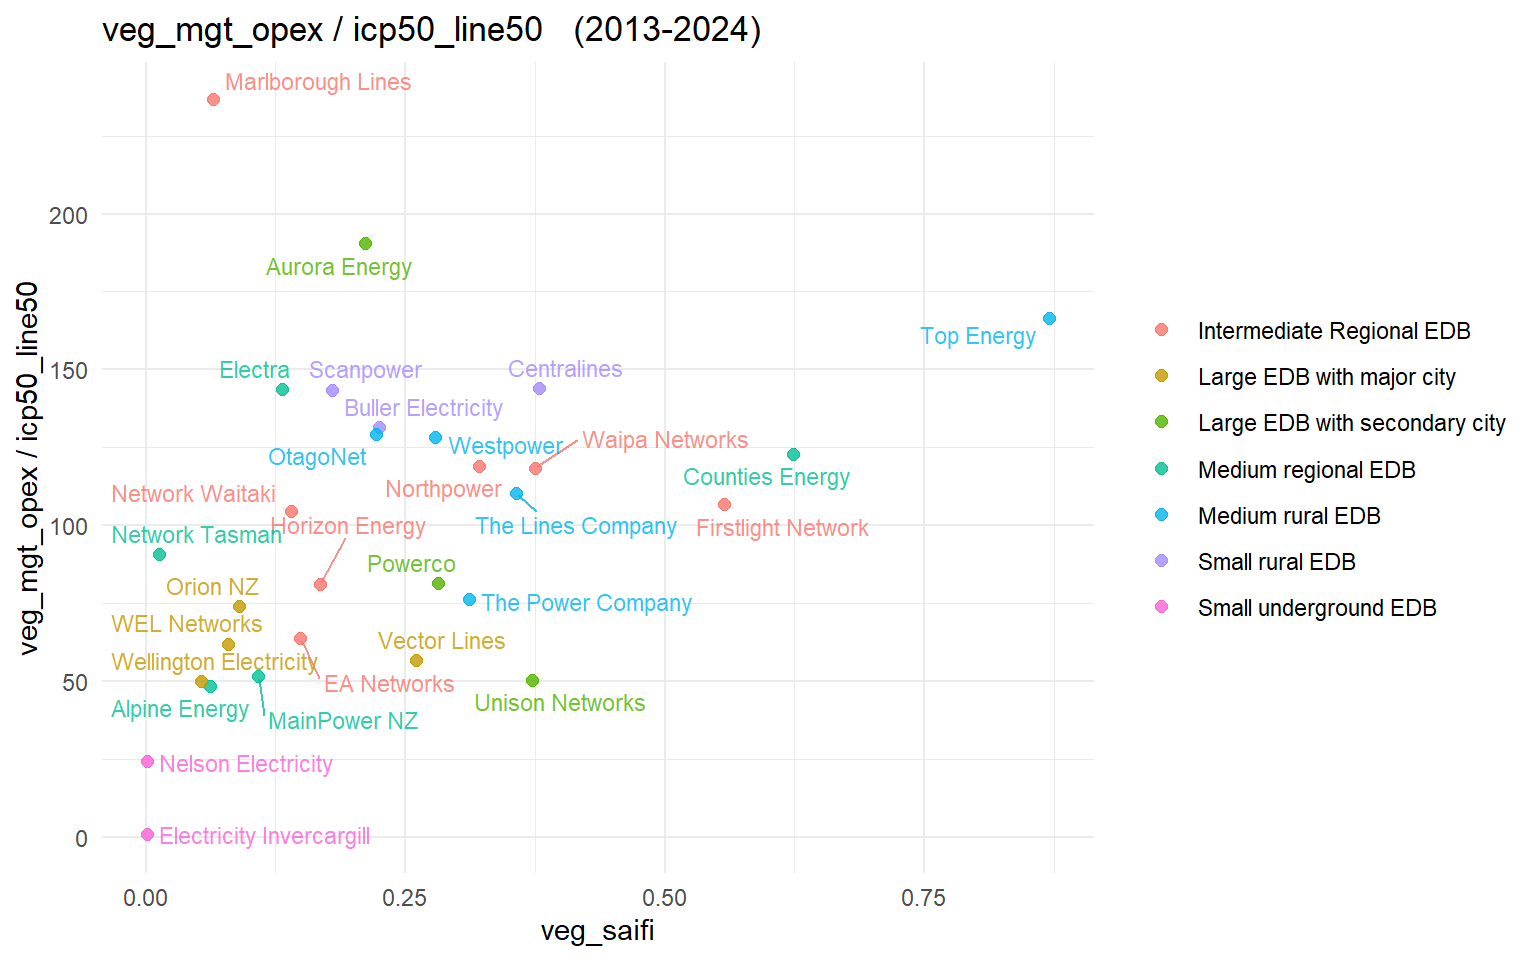 veg_mgt_opex / icp50_line50 (2013-2024)
veg_mgt_opex / icp50_line50
200
150
100
50
0
Marlborough Lines
Aurora Energy
Top Energy
Electra
Scanpower
Centralines
Buller Electricity
OtagoNet
Westpower
Waipa Networks
Counties Energy
Northpower
Network Waitaki
Horizon Energy
The Lines Company
Firstlight Network
Network Tasman
Powerco
Orion NZ
The Power Company
WEL Networks
Vector Lines
Wellington Electricity
EA Networks
Unison Networks
Alpine Energy
MainPower NZ
Nelson Electricity
Electricity Invercargill
0.00
0.25
0.50
0.75
veg_saifi
Intermediate Regional EDB
Large EDB with major city
Large EDB with secondary city
Medium regional EDB
Medium rural EDB
Small rural EDB
Small underground EDB